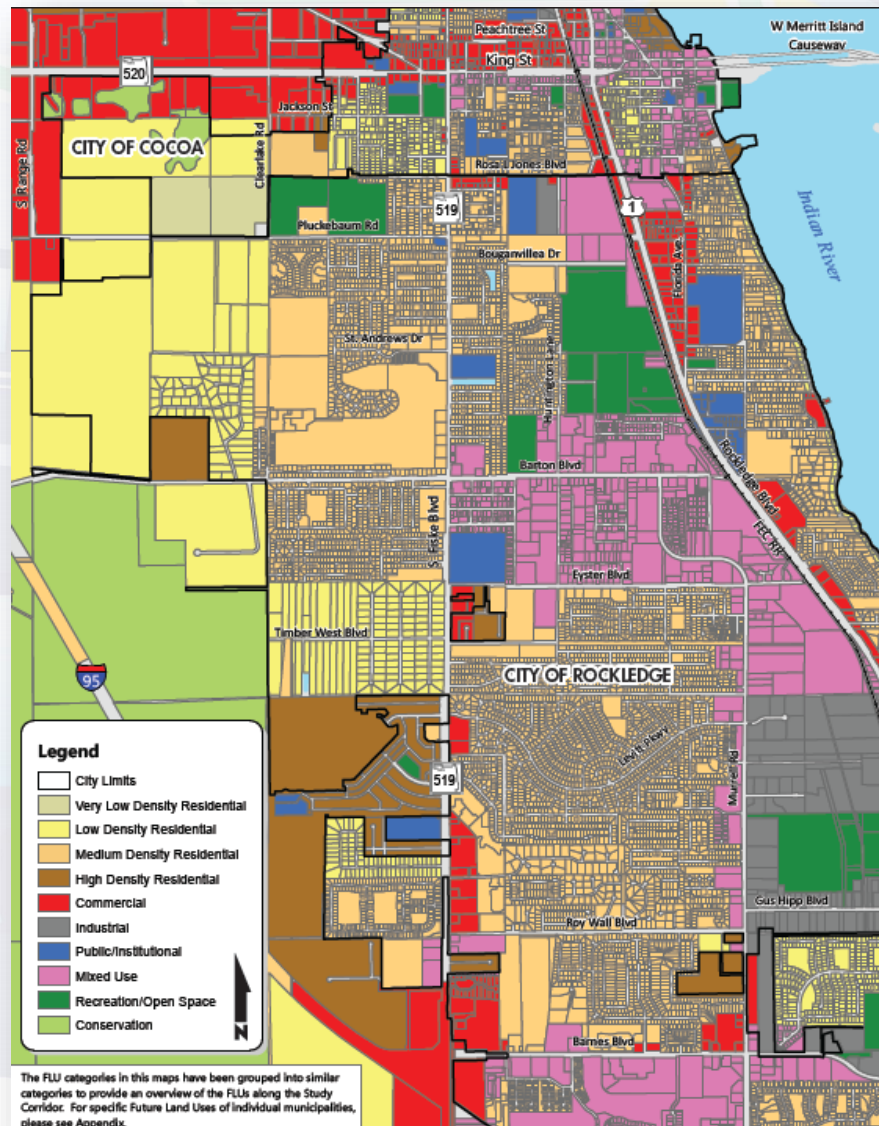 W Merritt Island
Causeway
Peachtree St
King St
520
Jackson St
CITY OF COCOA
S Range Rd
Clearlake Rd
Rosa L Jones Blvd
Indian River
519
1
Pluckebaum Rd
Bouganvillea Dr
Florida Ave
St. Andrews Dr
Huntington Lane
Barton Blvd
Rockledge Blvd
FEC RR
S Fiske Blvd
Eyster Blvd
Timber West Blvd
CITY OF ROCKLEDGE
95
Levitt Pkwy
Murrell Rd
519
Gus Hipp Blvd
Roy Wall Blvd
Barnes Blvd
Legend
City Limits
Very Low Density Residential
Low Density Residential
Medium Density Residential
High Density Residential
Commercial
Industrial
Public/Institutional
Mixed Use
Recreation/Open Space
Conservation
N
The FLU categories in this maps have been grouped into similar
categories to provide an overview of the FLUs along the Study
Corridor. For specific Future Land Uses of individual municipalities,
please see Appendix.